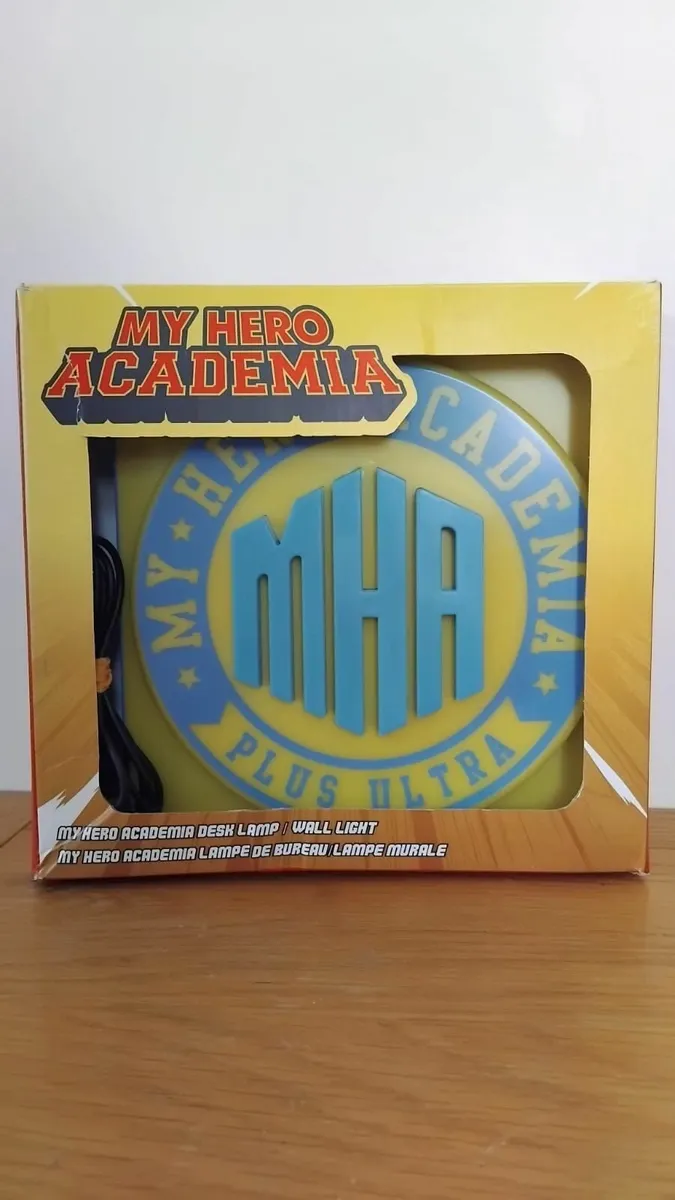 MY HERO
ACADEMIA
MY HER ACADEMIA
MHA
PLUS ULTRA
MY HERO ACADEMIA DESK LAMP / WALL LIGHT
MY HERO ACADEMIA LAMPE DE BUREAU/LAMPE MURALE